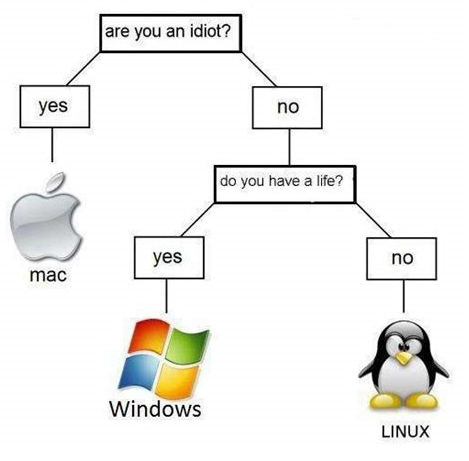 are you an idiot?
yes
no
do you have a life?
mac
yes
no
Windows
LINUX